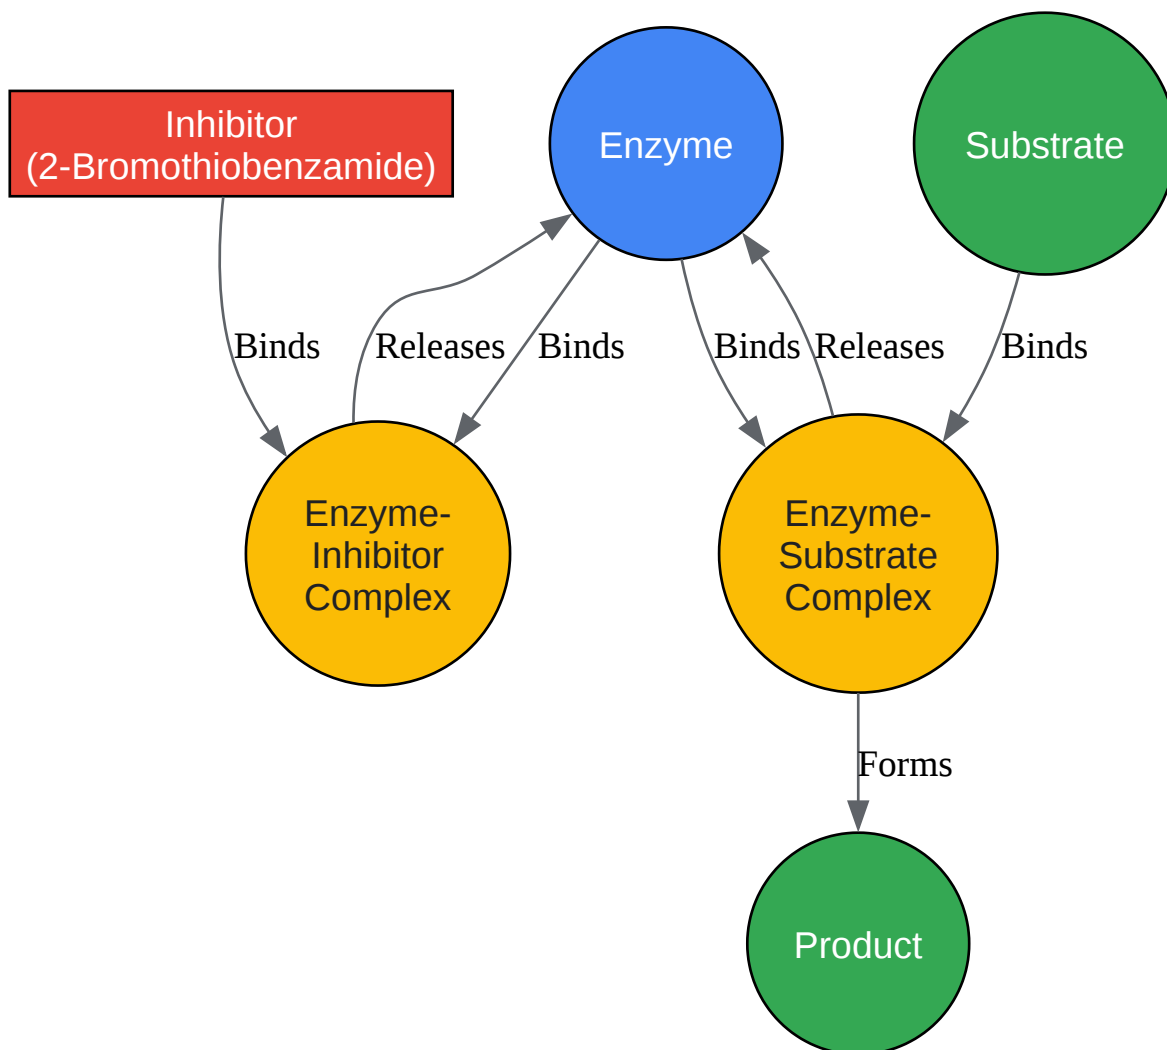 Inhibitor
(2-Bromothiobenzamide)
Enzyme
Substrate
Binds
Releases
Binds
Binds
Releases
Binds
Enzyme-
Inhibitor
Complex
Enzyme-
Substrate
Complex
Forms
Product